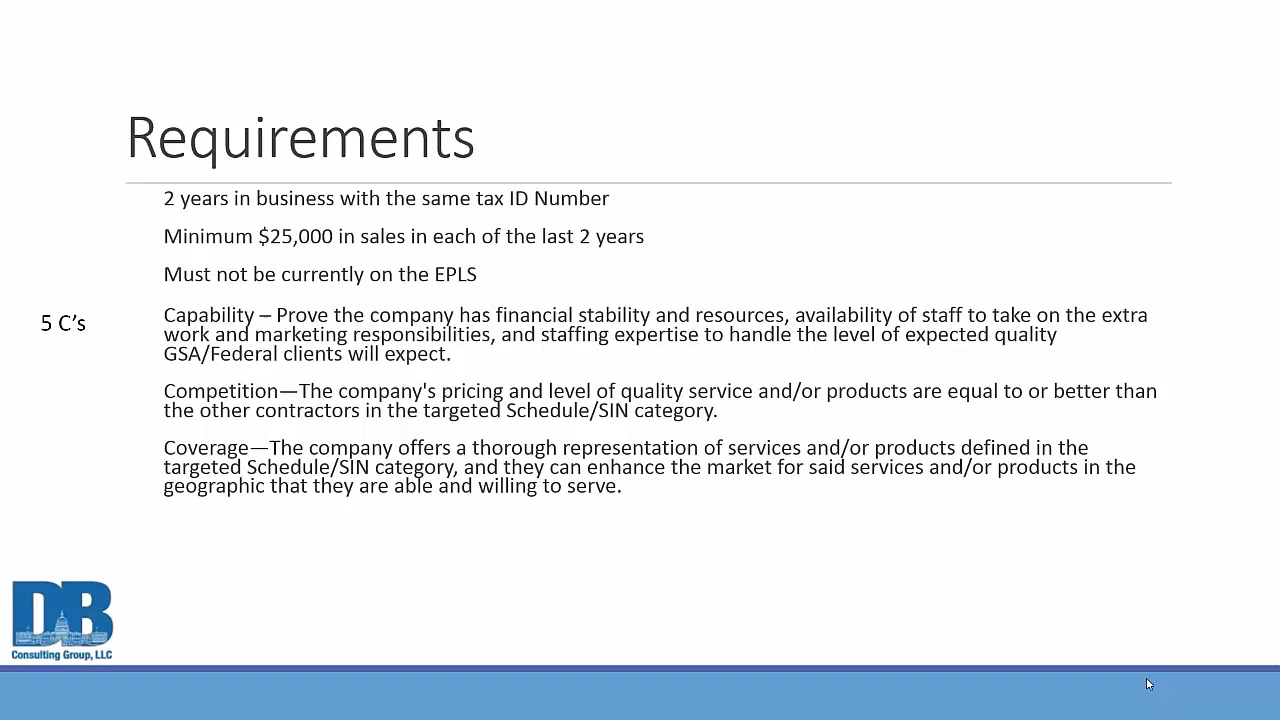 Requirements
2 years in business with the same tax ID Number
Minimum $25,000 in sales in each of the last 2 years
Must not be currently on the EPLS
5 C’s
Capability – Prove the company has financial stability and resources, availability of staff to take on the extra
work and marketing responsibilities, and staffing expertise to handle the level of expected quality
GSA/Federal clients will expect.
Competition—The company's pricing and level of quality service and/or products are equal to or better than
the other contractors in the targeted Schedule/SIN category.
Coverage—The company offers a thorough representation of services and/or products defined in the
targeted Schedule/SIN category, and they can enhance the market for said services and/or products in the
geographic that they are able and willing to serve.
DB
Consulting Group, LLC